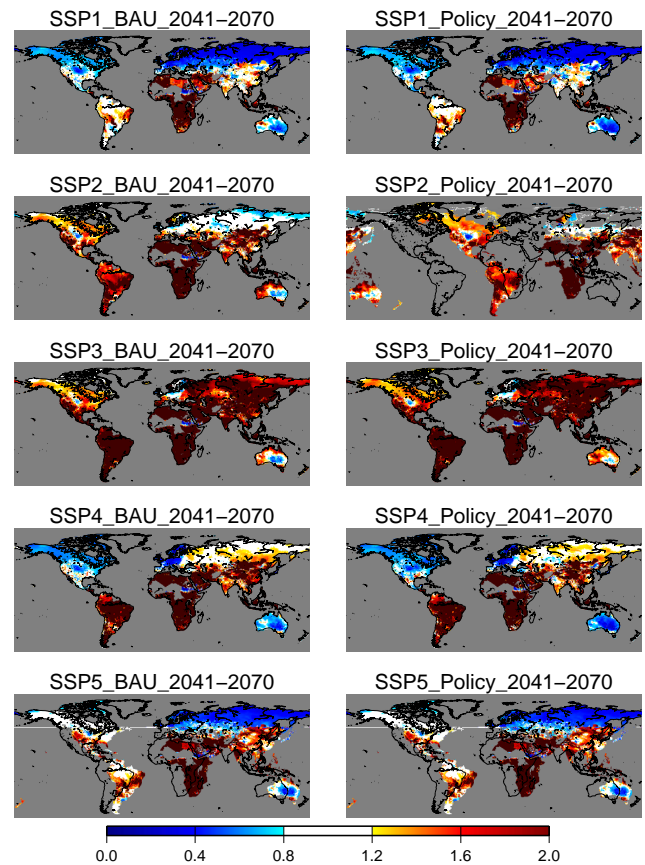 SSP1_BAU_2041−2070 SSP1_Policy_2041−2070
SSP2_BAU_2041−2070 SSP2_Policy_2041−2070
SSP3_BAU_2041−2070 SSP3_Policy_2041−2070
SSP4_BAU_2041−2070 SSP4_Policy_2041−2070
SSP5_BAU_2041−2070 SSP5_Policy_2041−2070
0.0 0.4 0.8 1.2 1.6 2.0